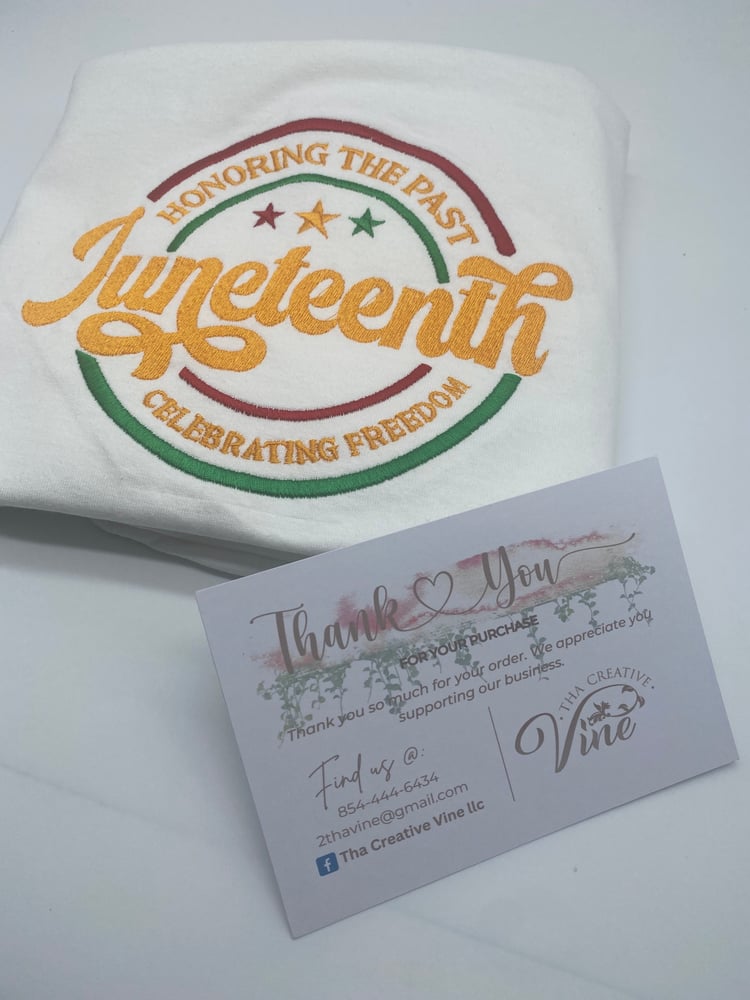 HONORING THE PAST
Juneteenth
CELEBRATING FREEDOM
Thank You
FOR YOUR PURCHASE
Thank you so much for your order. We appreciate you
supporting our business.
Find us @:
854-444-6434
2thavine@gmail.com
f Tha Creative Vine llc
THA CREATIVE
Vine